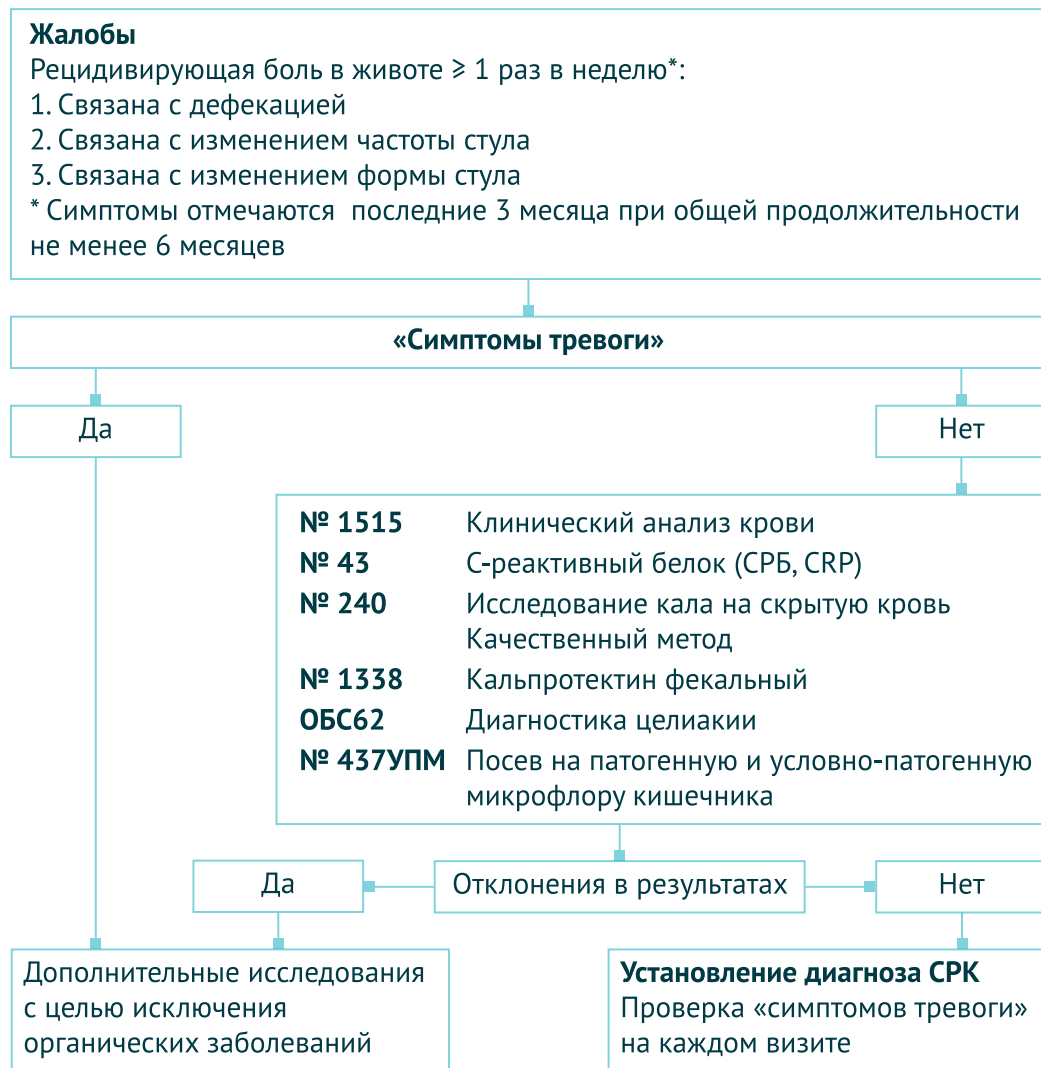 Жалобы
Рецидивирующая боль в животе ⩾ 1 раз в неделю*:
1. Связана с дефекацией
2. Связана с изменением частоты стула
3. Связана с изменением формы стула
* Симптомы отмечаются последние 3 месяца при общей продолжительности
не менее 6 месяцев
«Симптомы тревоги»
Да
Нет
№ 1515 Клинический анализ крови
№ 43 С-реактивный белок (СРБ, CRP)
№ 240 Исследование кала на скрытую кровь
Качественный метод
№ 1338 Кальпротектин фекальный
ОБС62 Диагностика целиакии
№ 437УПМ Посев на патогенную и условно-патогенную
микрофлору кишечника
Да
Отклонения в результатах
Нет
Дополнительные исследования
с целью исключения
органических заболеваний
Установление диагноза СРК
Проверка «симптомов тревоги»
на каждом визите